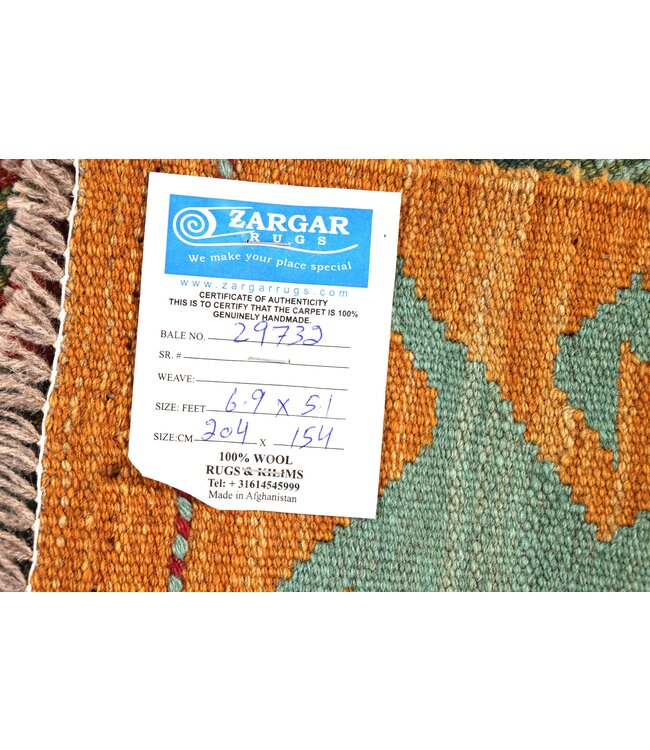 ZARGAR
RUGS
We make your place special
www.zargarrugs.com
CERTIFICATE OF AUTHENTICITY
THIS IS TO CERTIFY THAT THE CARPET IS 100%
GENUINELY HANDMADE.
BALE NO. 29732
SR. #
WEAVE:
SIZE: FEET 6.9 x 5.1
SIZE:CM 204 X 154
100% WOOL
RUGS & KILIMS
Tel: + 31614545999
Made in Afghanistan